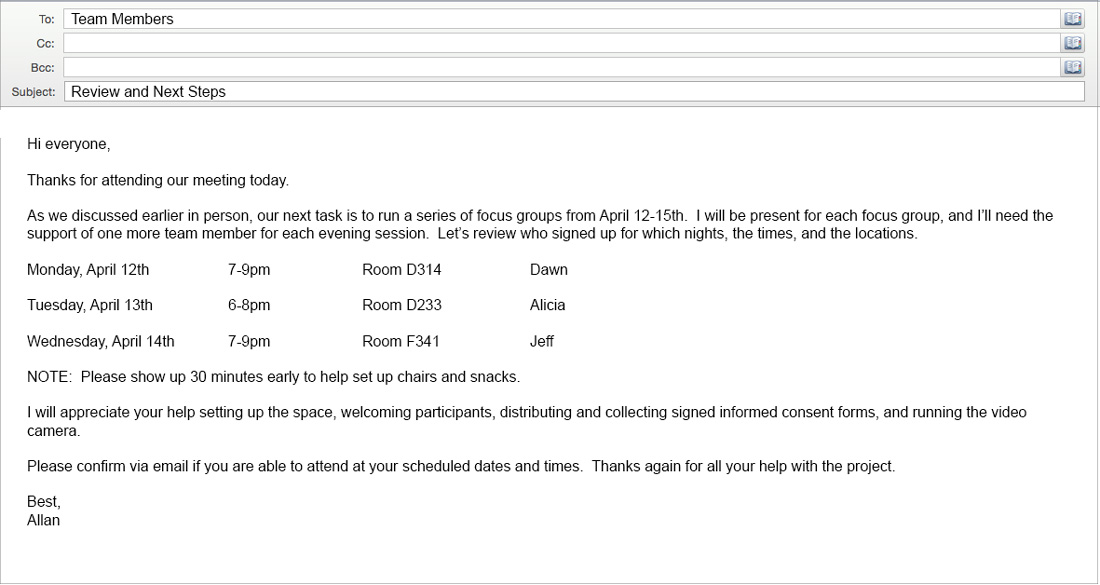 To: Team Members
Cc:
Bcc:
Subject: Review and Next Steps
Hi everyone,
Thanks for attending our meeting today.
As we discussed earlier in person, our next task is to run a series of focus groups from April 12-15th.  I will be present for each focus group, and I’ll need the
support of one more team member for each evening session.  Let’s review who signed up for which nights, the times, and the locations.
Monday, April 12th 7-9pm Room D314 Dawn
Tuesday, April 13th 6-8pm Room D233 Alicia
Wednesday, April 14th 7-9pm Room F341 Jeff
NOTE:  Please show up 30 minutes early to help set up chairs and snacks.
I will appreciate your help setting up the space, welcoming participants, distributing and collecting signed informed consent forms, and running the video
camera.
Please confirm via email if you are able to attend at your scheduled dates and times.  Thanks again for all your help with the project.
Best,
Allan